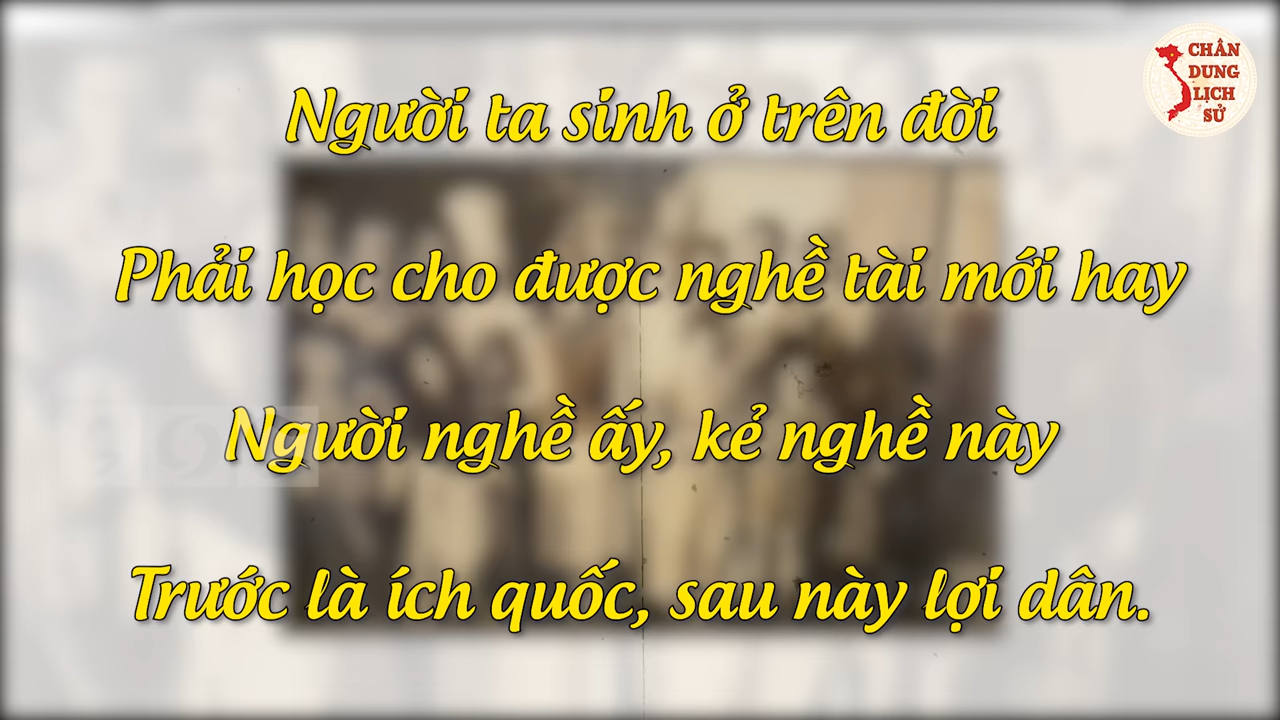 CHÂN
DUNG
LỊCH
SỬ
Người ta sinh ở trên đời
Phải học cho được nghề tài mới hay
Người nghề ấy, kẻ nghề này
Trước là ích quốc, sau này lợi dân.